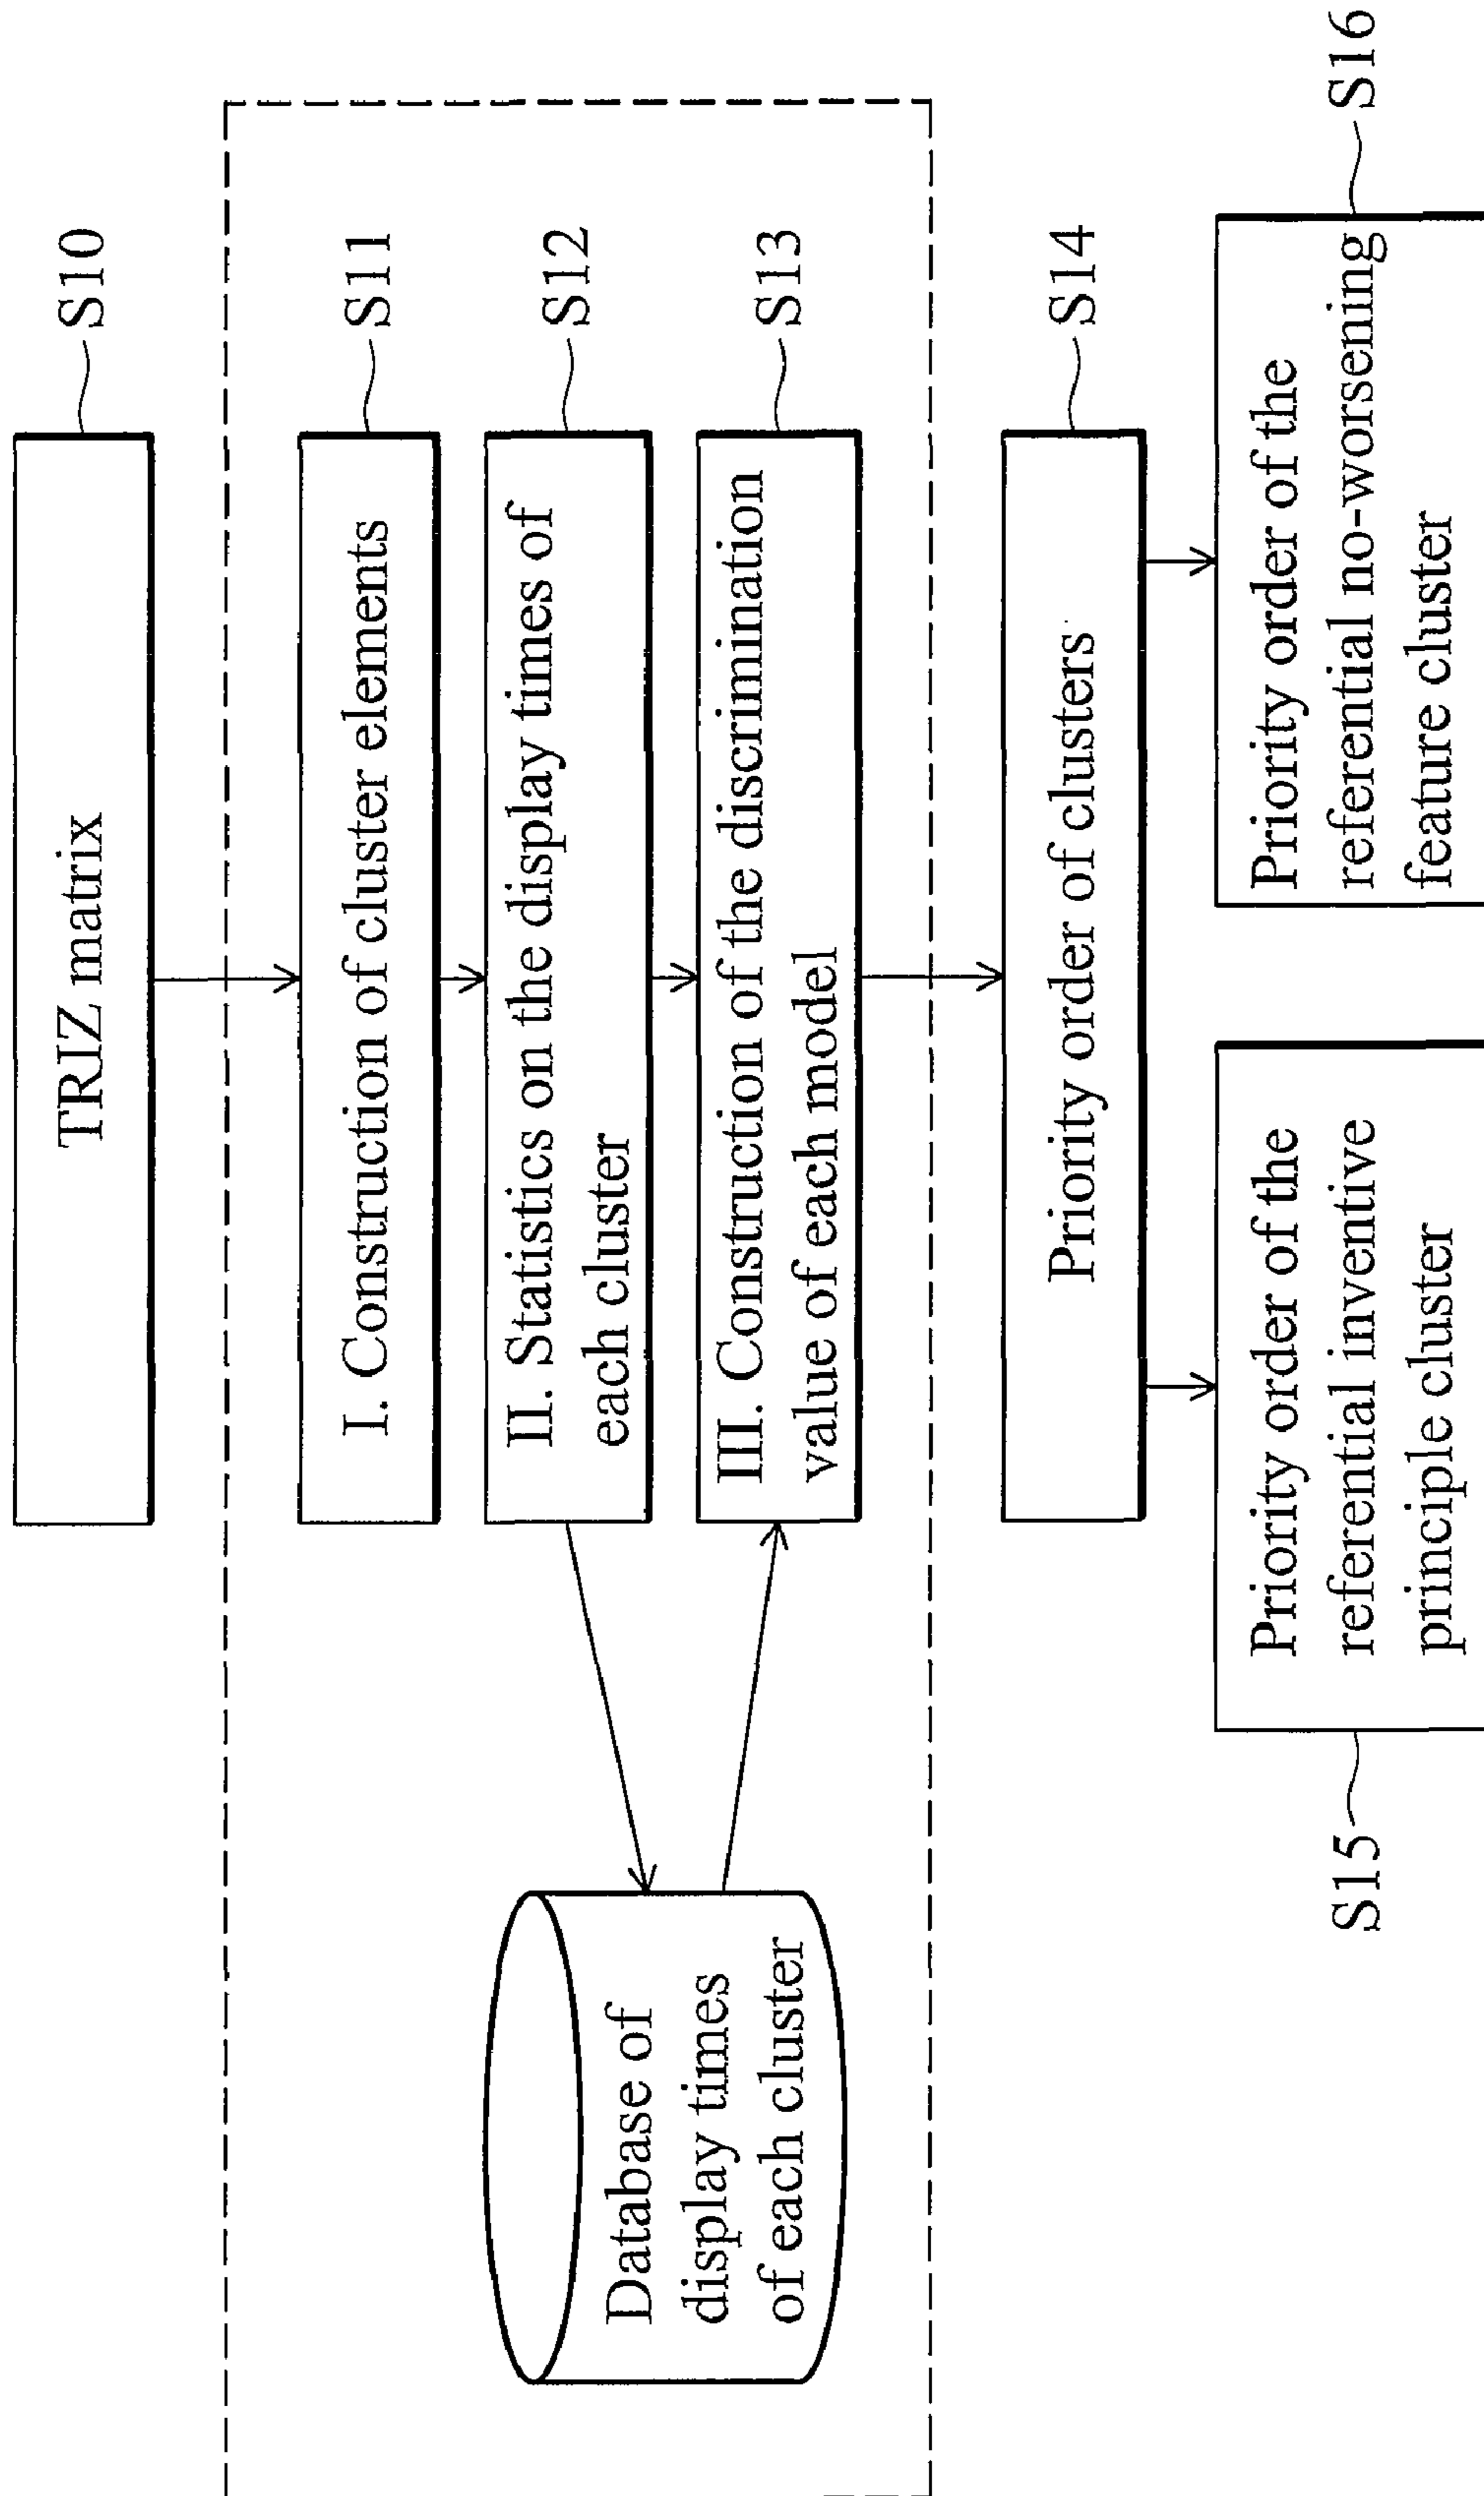 TRIZ matrix
S10
I. Construction of cluster elements
S11
II. Statistics on the display times of
each cluster
S12
III. Construction of the discrimination
value of each model
S13
Database of
display times
of each cluster
Priority order of clusters
S14
S15
Priority order of the
referential inventive
principle cluster
Priority order of the
referential no-worsening
feature cluster
S16